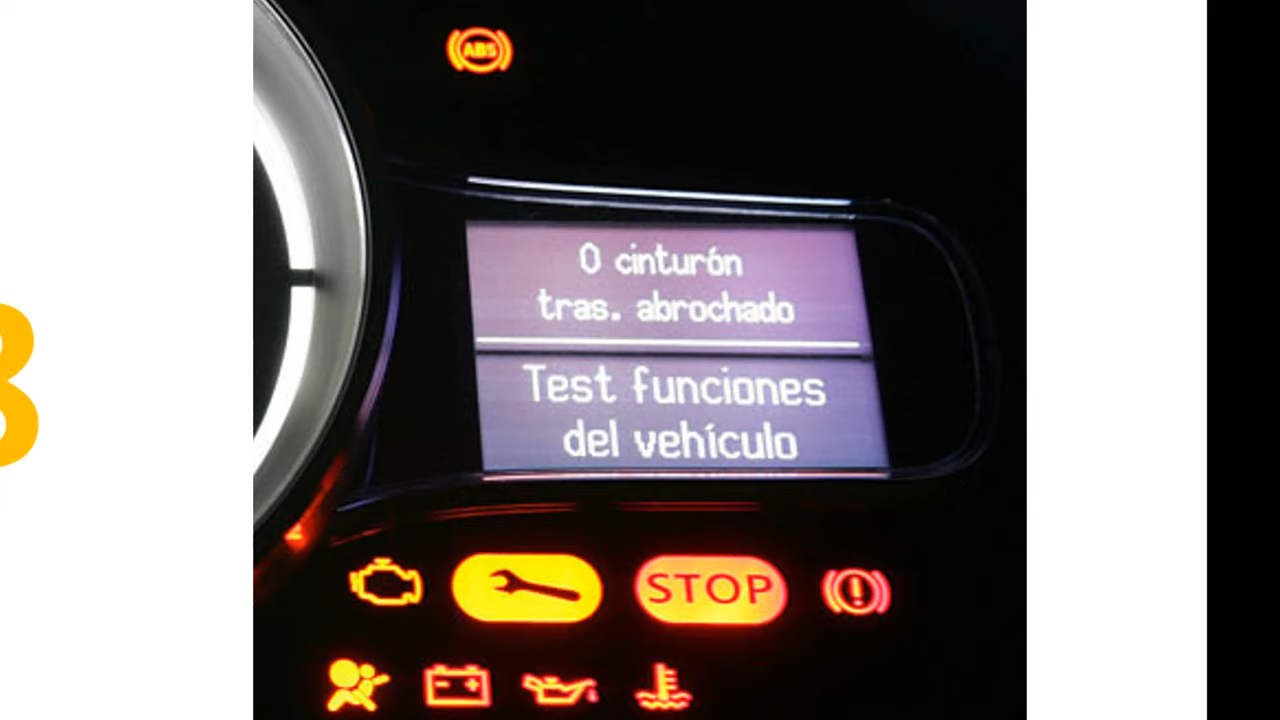 ABS
0 cinturón
tras. abrochado
Test funciones
del vehículo
STOP